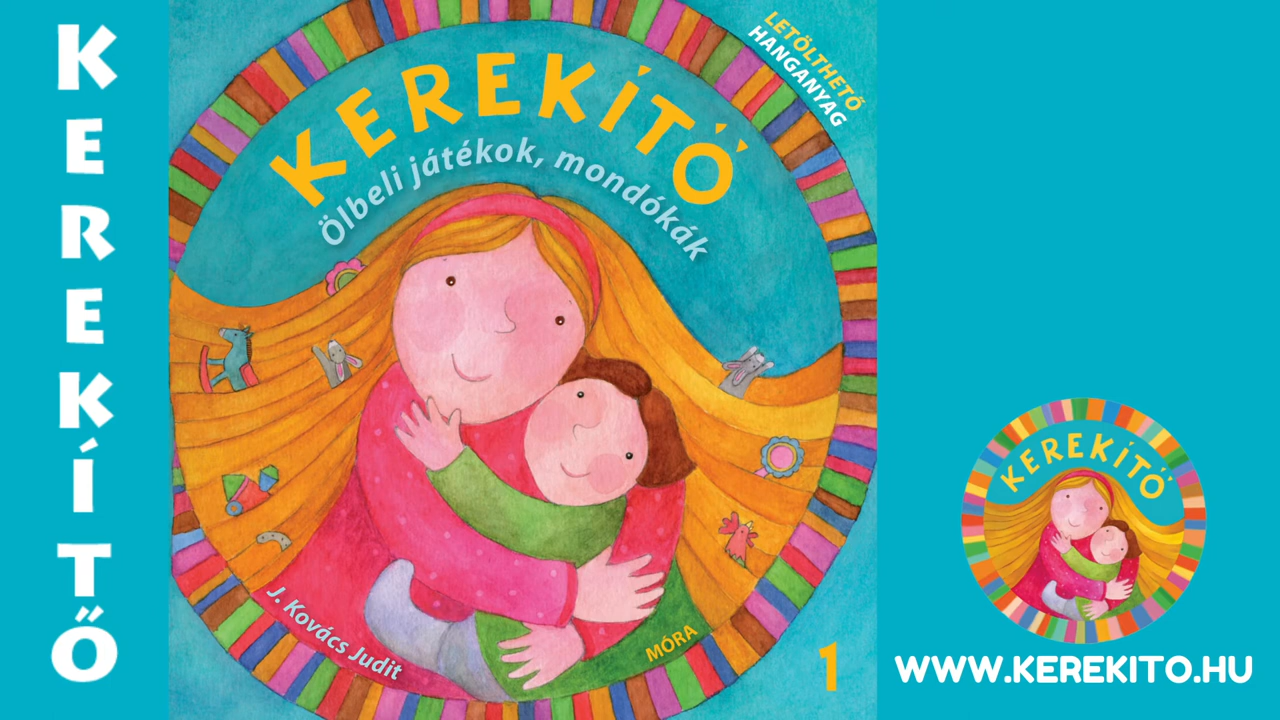 KEREKÍTŐ
KEREKÍTŐ
Ölbeli játékok, mondókák
LETÖLTHETŐ
HANGANYAG
J. Kovács Judit
MÓRA
1
KEREKÍTŐ
WWW.KEREKITO.HU